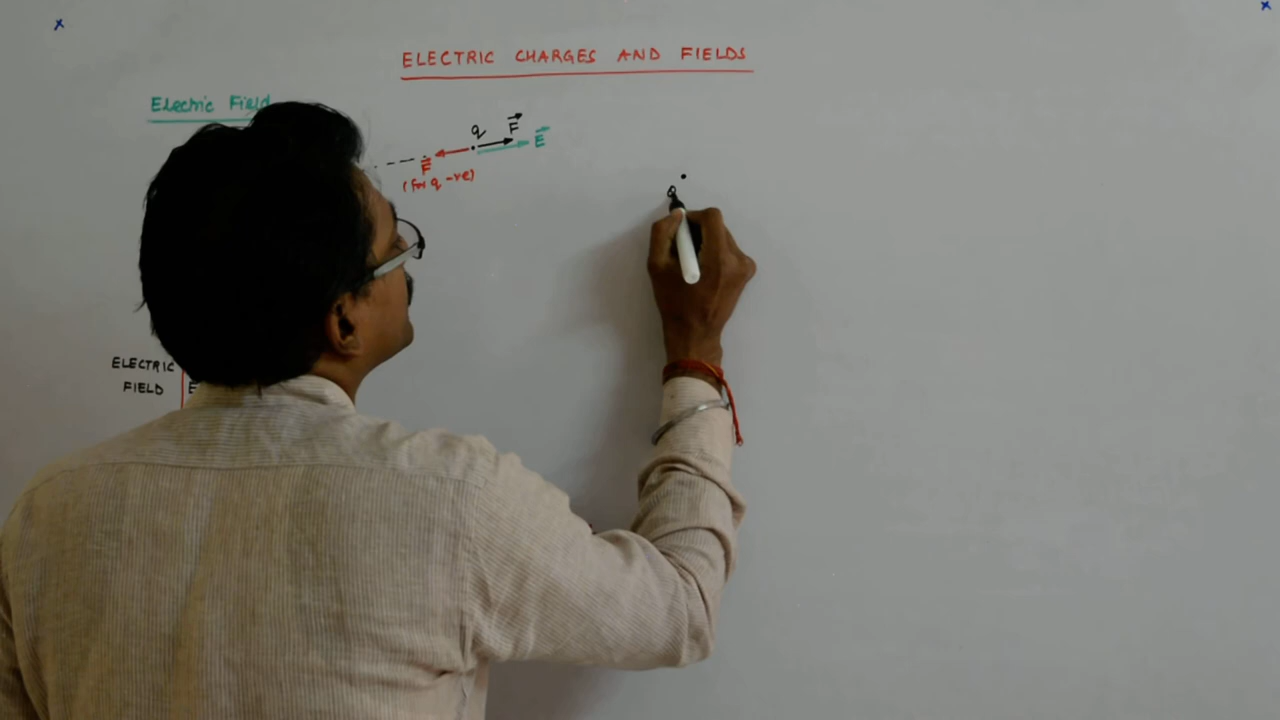 ELECTRIC CHARGES AND FIELDS
Electric Field
q F E
F
(for q -ve)
ELECTRIC
FIELD